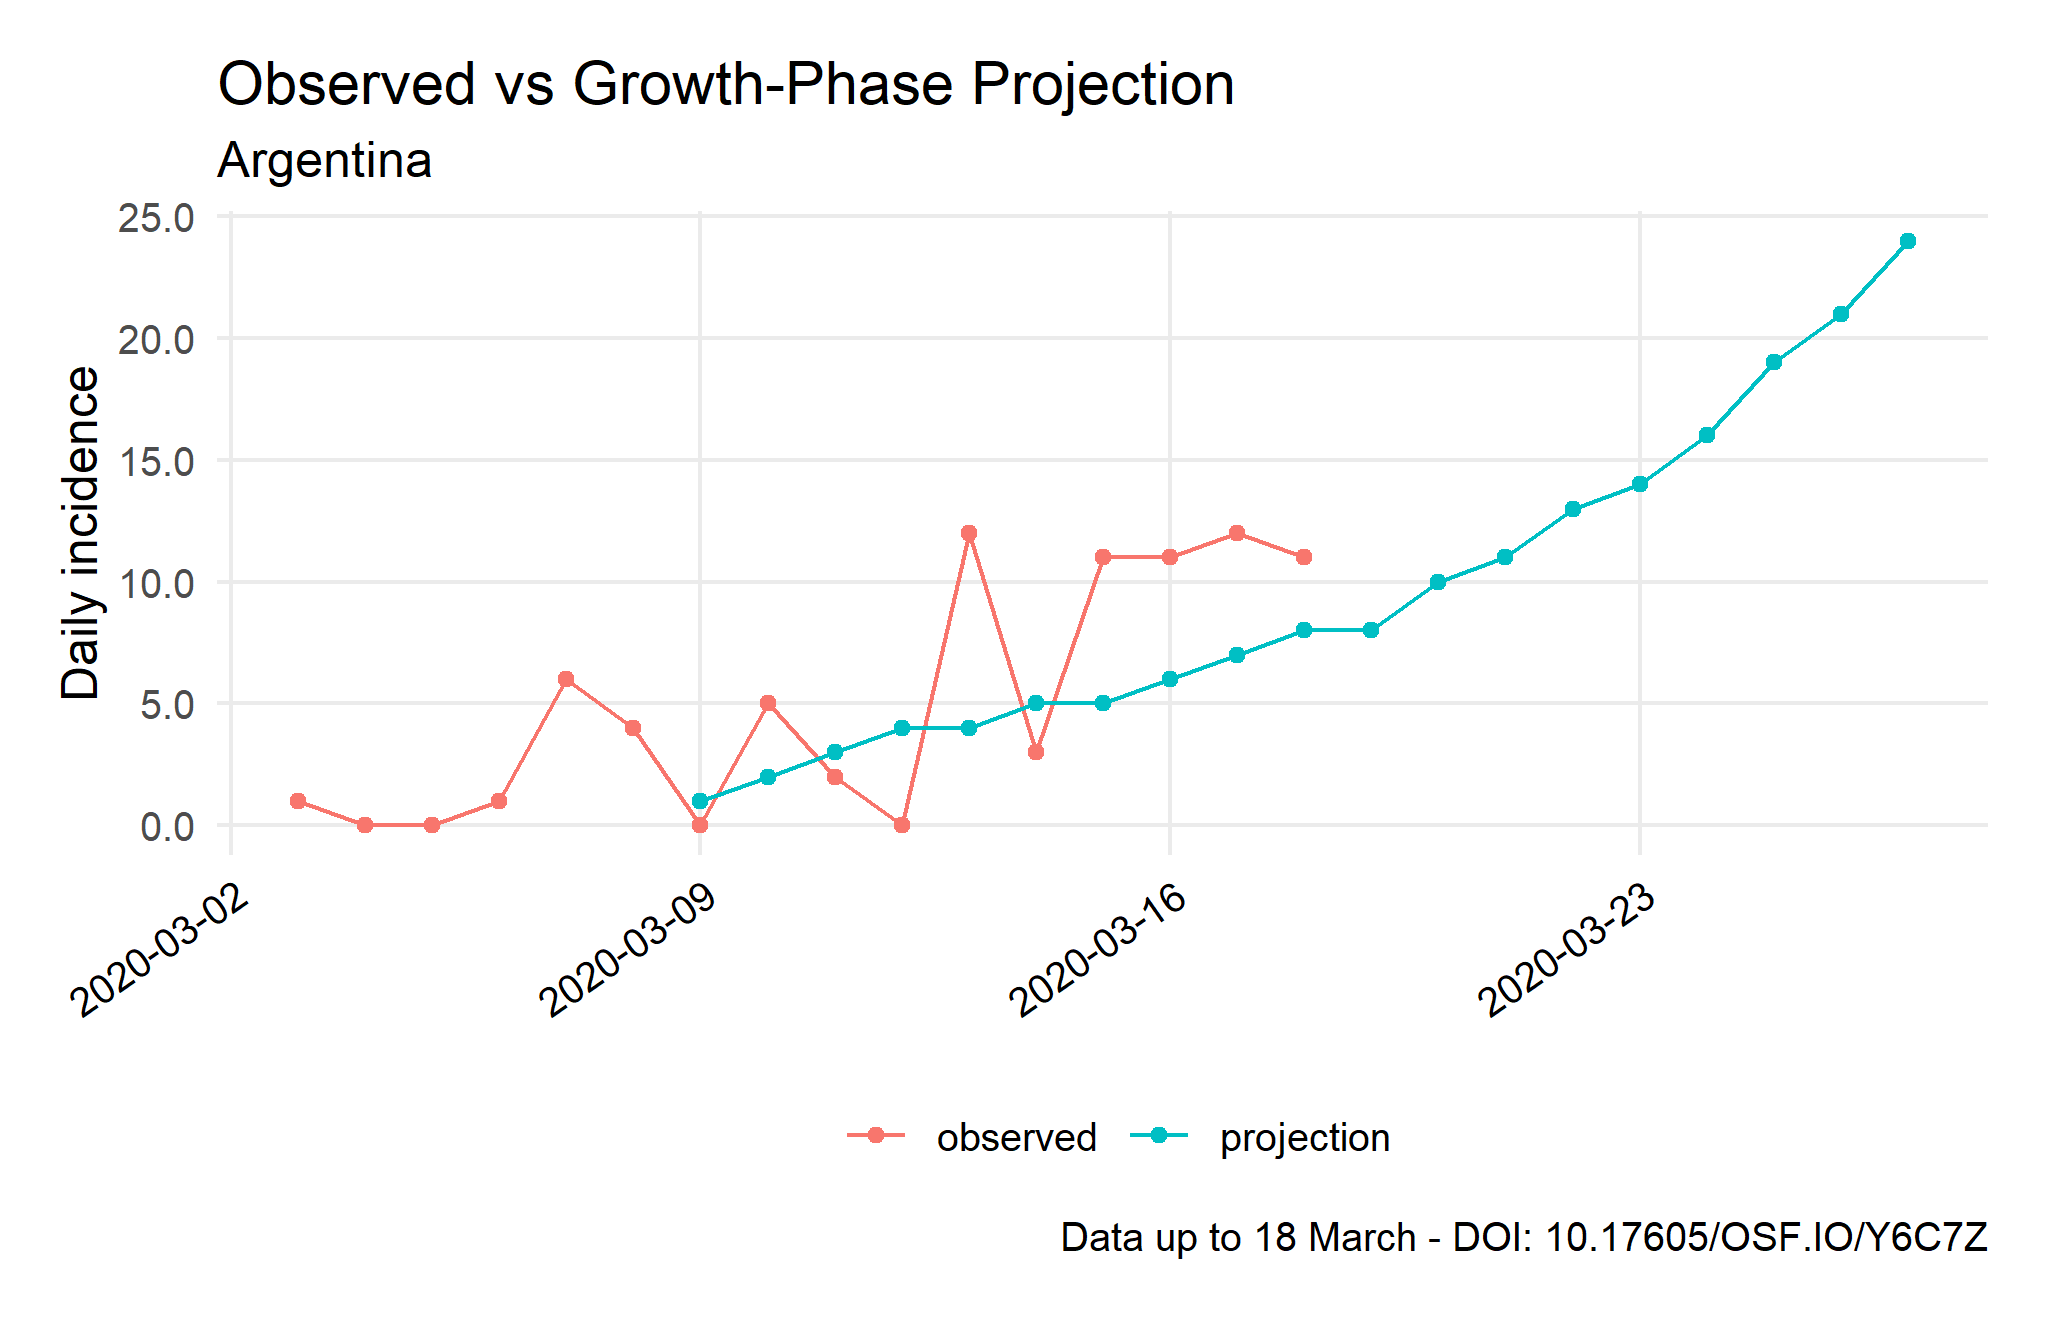 Observed vs Growth-Phase Projection
Argentina
25.0
20.0
15.0
10.0
5.0
0.0
Daily incidence
2020-03-02
2020-03-09
2020-03-16
2020-03-23
observed
projection
Data up to 18 March - DOI: 10.17605/OSF.IO/Y6C7Z